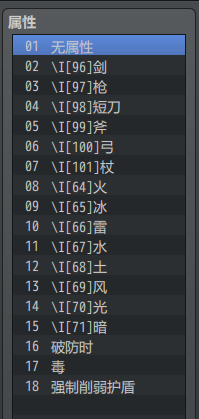 属性
01 无属性
02 \I[96]剑
03 \I[97]枪
04 \I[98]短刀
05 \I[99]斧
06 \I[100]弓
07 \I[101]杖
08 \I[64]火
09 \I[65]冰
10 \I[66]雷
11 \I[67]水
12 \I[68]土
13 \I[69]风
14 \I[70]光
15 \I[71]暗
16 破防时
17 毒
18 强制削弱护盾